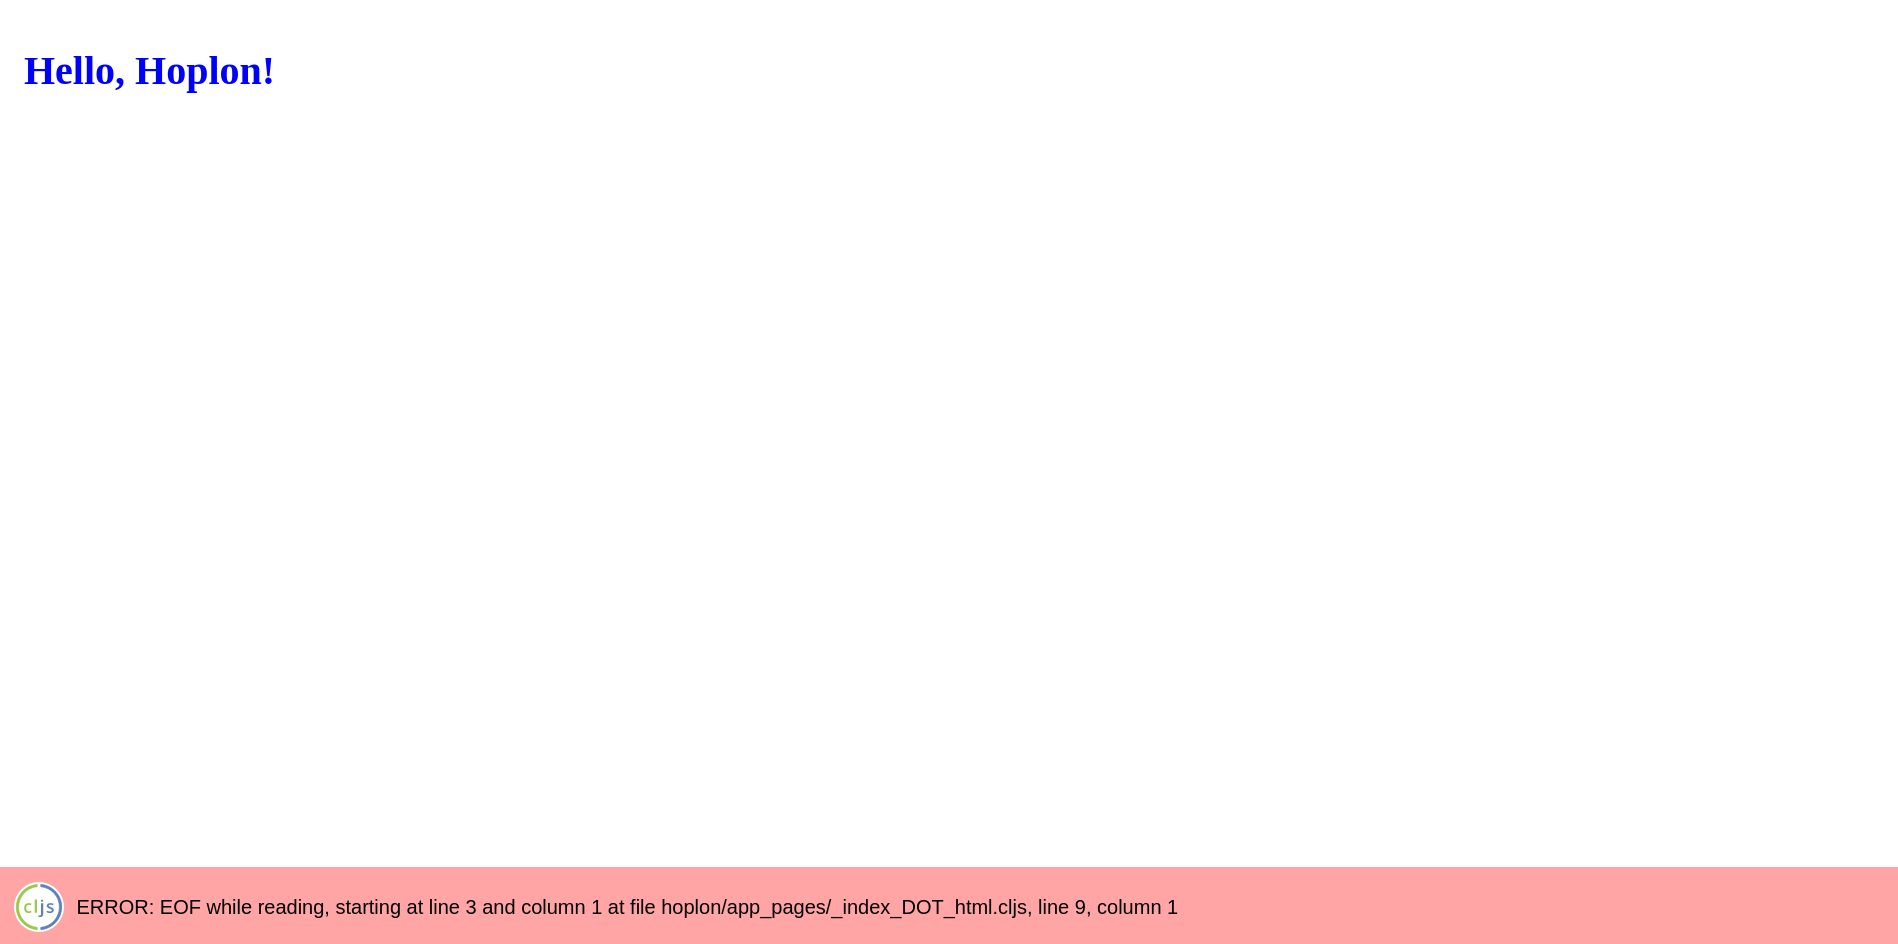 Hello, Hoplon!
cljs ERROR: EOF while reading, starting at line 3 and column 1 at file hoplon/app_pages/_index_DOT_html.cljs, line 9, column 1